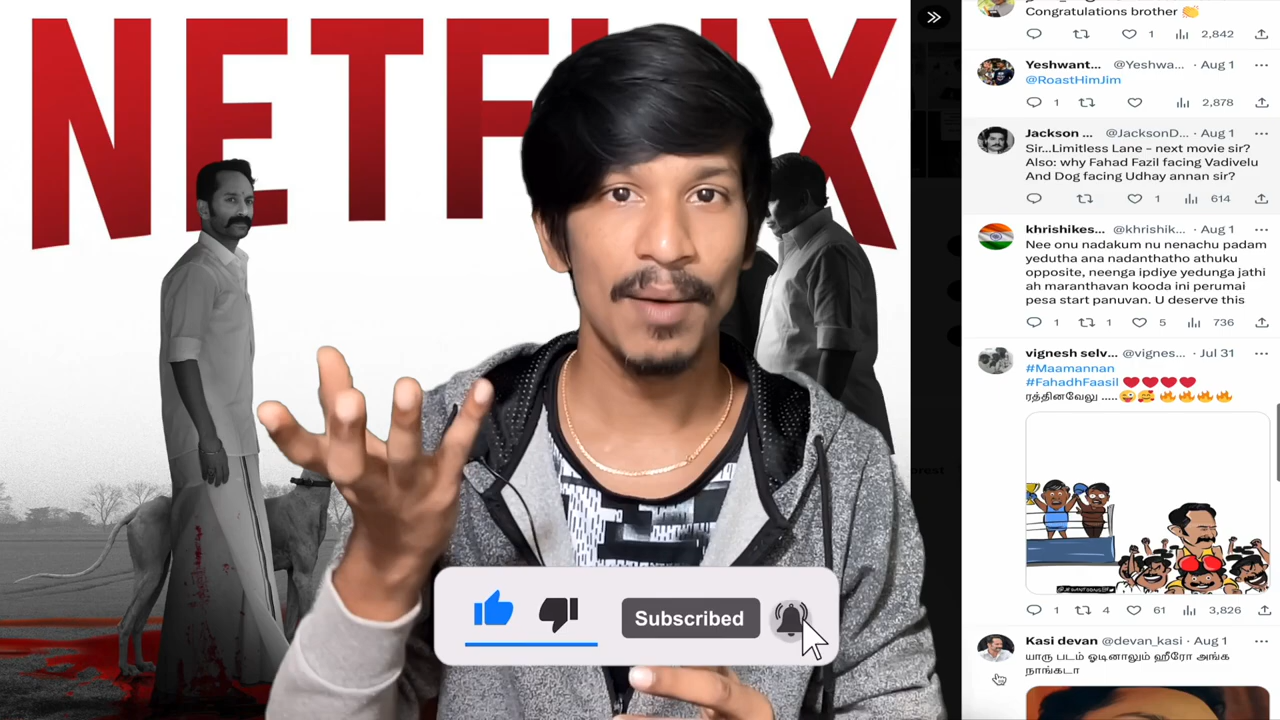 NETFLIX
Congratulations brother 👏
1 2,842
Yeshwant... @Yeshwa... · Aug 1
@RoastHimJim
1 2,878
Jackson ... @JacksonD... · Aug 1
Sir...Limitless Lane - next movie sir?
Also: why Fahad Fazil facing Vadivelu
And Dog facing Udhay annan sir?
1 614
khrishikes... @khrishik... · Aug 1
Nee onu nadakum nu nenachu padam
yedutha ana nadanthatho athuku
opposite, neenga ipdiye yedunga jathi
ah maranthavan kooda ini perumai
pesa start panuvan. U deserve this
1 1 5 736
vignesh selv... @vignes... · Jul 31
#Maamannan
#FahadhFaasil ❤❤❤❤
ரத்தினவேலு .....😜🥰 🔥🔥🔥🔥
1 4 61 3,826
Kasi devan @devan_kasi · Aug 1
யாரு படம் ஓடினாலும் ஹீரோ அங்க
நாங்கடா
Subscribed